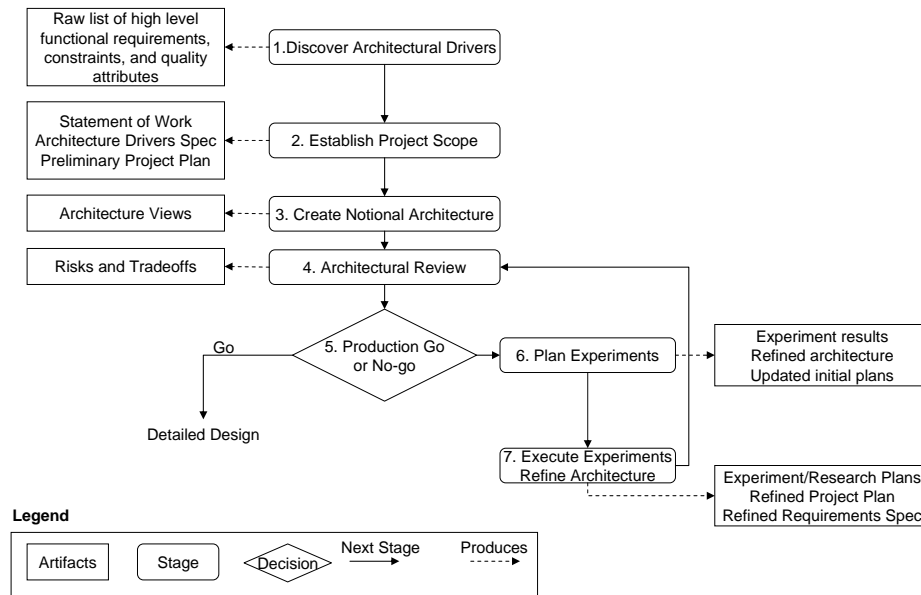 Raw list of high level
functional requirements,
constraints, and quality
attributes
1.Discover Architectural Drivers
Statement of Work
Architecture Drivers Spec
Preliminary Project Plan
2. Establish Project Scope
Architecture Views
3. Create Notional Architecture
Risks and Tradeoffs
4. Architectural Review
Go
5. Production Go
or No-go
6. Plan Experiments
Experiment results
Refined architecture
Updated initial plans
Detailed Design
7. Execute Experiments
Refine Architecture
Experiment/Research Plans
Refined Project Plan
Refined Requirements Spec
Legend
Artifacts
Stage
Decision
Next Stage
Produces